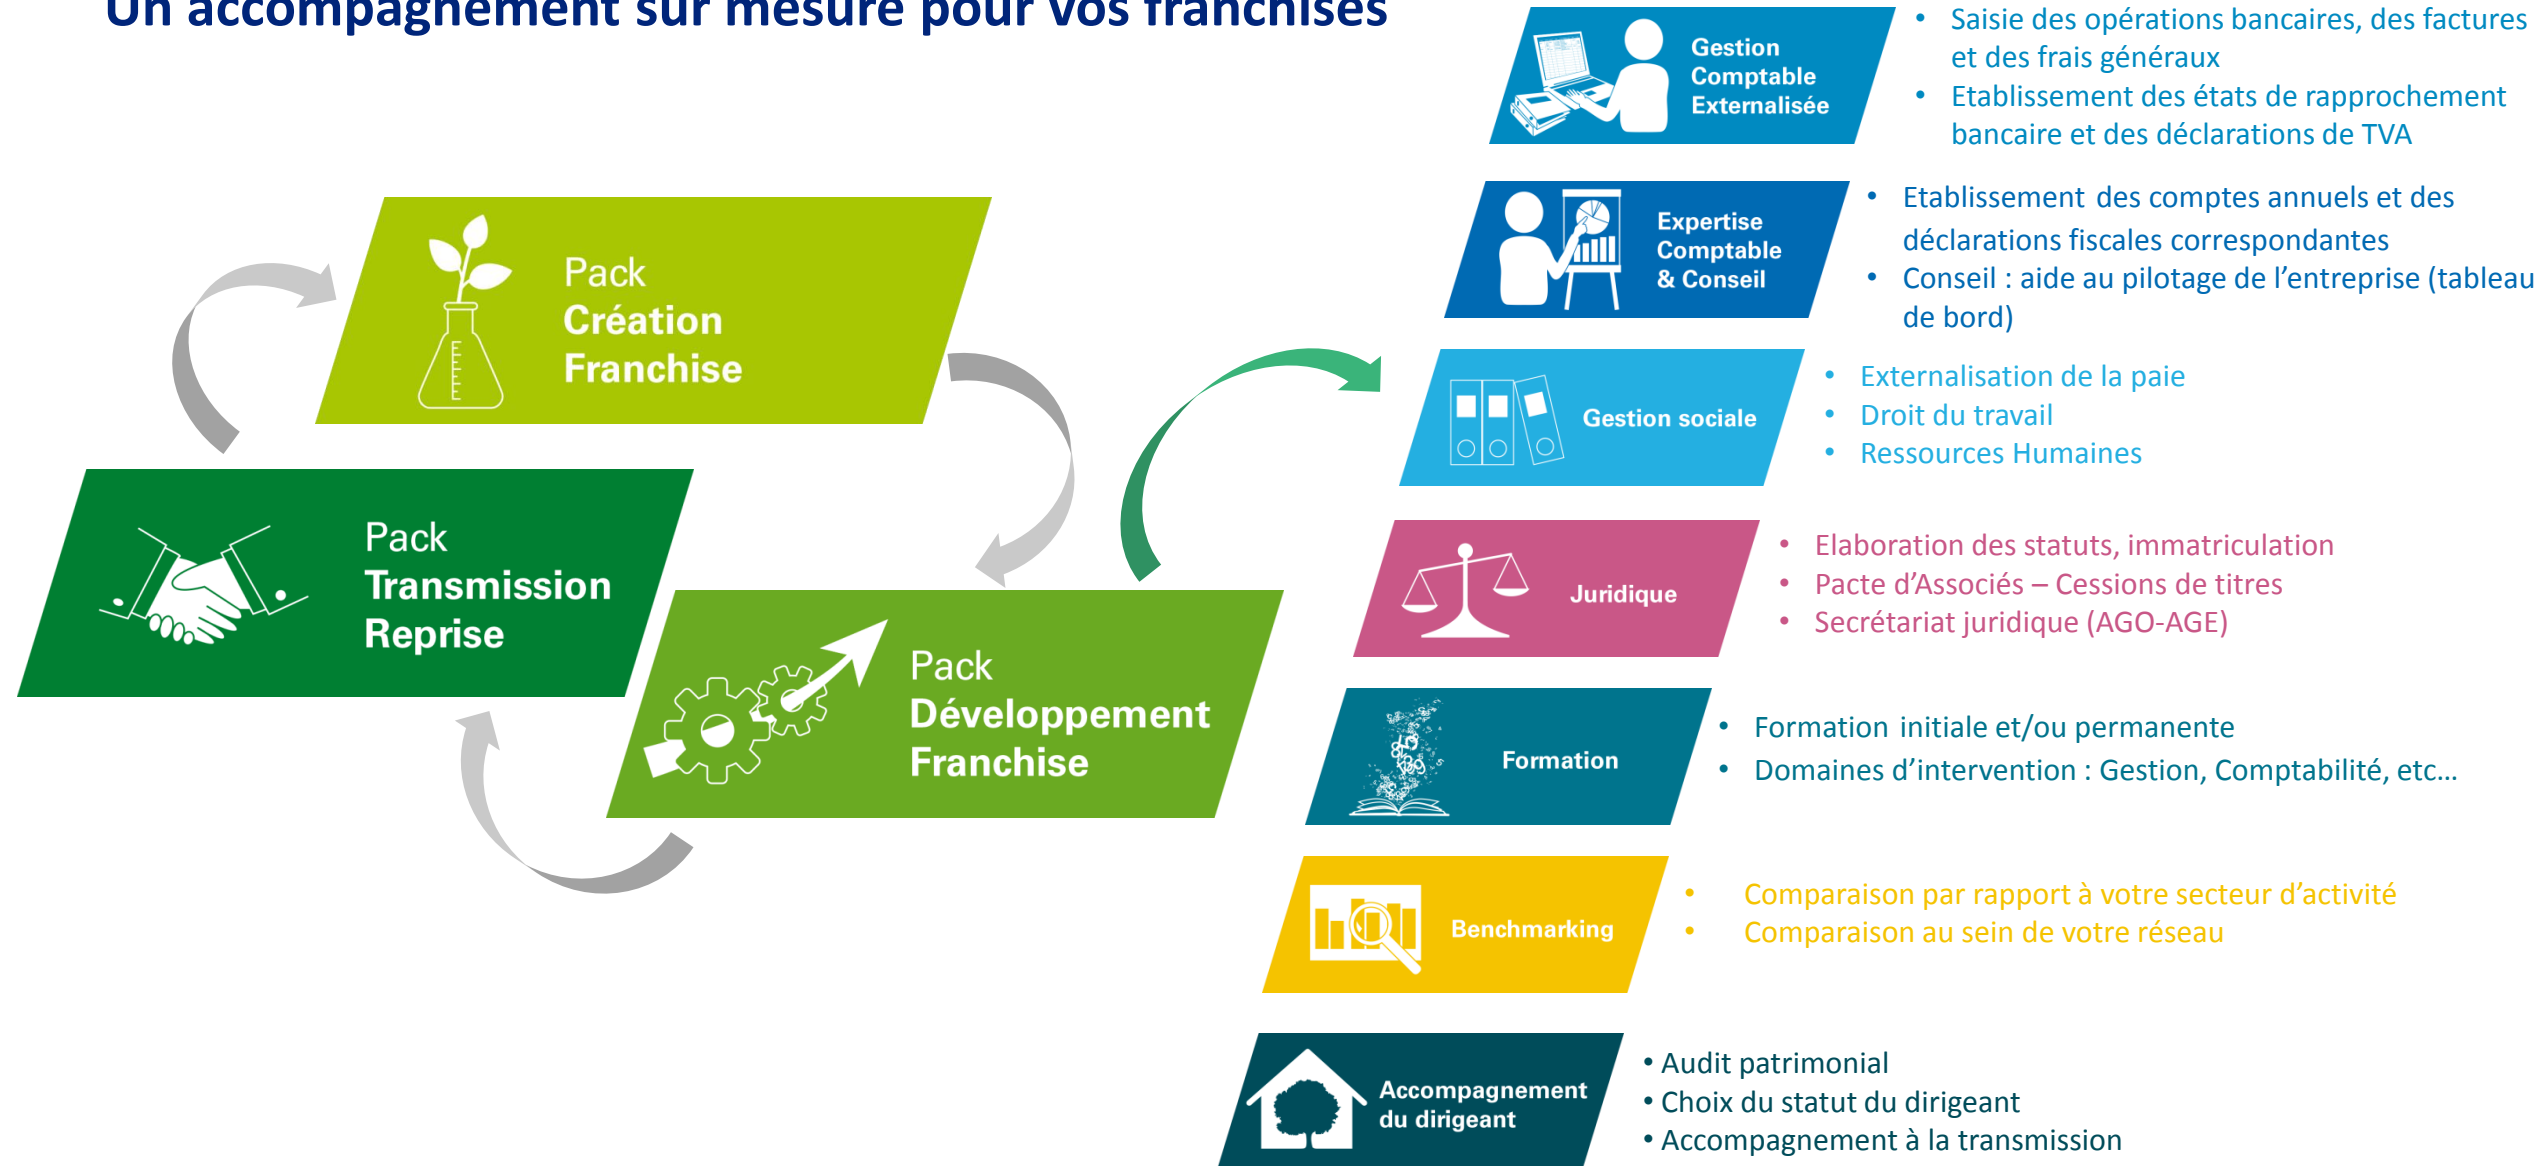 Un accompagnement sur mesure pour vos franchisés
Pack
Création
Franchise
Pack
Transmission
Reprise
Pack
Développement
Franchise
Gestion
Comptable
Externalisée
• Saisie des opérations bancaires, des factures
et des frais généraux
• Etablissement des états de rapprochement
bancaire et des déclarations de TVA
Expertise
Comptable
& Conseil
• Etablissement des comptes annuels et des
déclarations fiscales correspondantes
• Conseil : aide au pilotage de l’entreprise (tableau
de bord)
Gestion sociale
• Externalisation de la paie
• Droit du travail
• Ressources Humaines
Juridique
• Elaboration des statuts, immatriculation
• Pacte d’Associés – Cessions de titres
• Secrétariat juridique (AGO-AGE)
Formation
• Formation initiale et/ou permanente
• Domaines d’intervention : Gestion, Comptabilité, etc…
Benchmarking
• Comparaison par rapport à votre secteur d’activité
• Comparaison au sein de votre réseau
Accompagnement
du dirigeant
• Audit patrimonial
• Choix du statut du dirigeant
• Accompagnement à la transmission